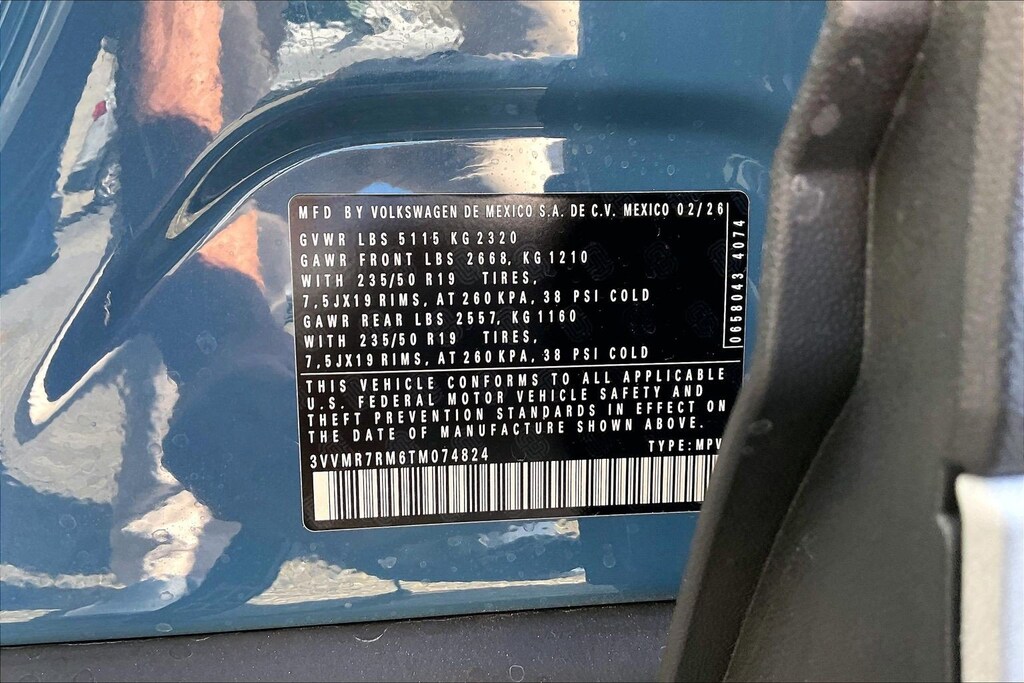 MFD BY VOLKSWAGEN DE MEXICO S.A. DE C.V. MEXICO 02/26
GVWR LBS 5115 KG 2320
GAWR FRONT LBS 2668, KG 1210
WITH 235/50 R19 TIRES,
7,5JX19 RIMS, AT 260 KPA, 38 PSI COLD
GAWR REAR LBS 2557, KG 1160
WITH 235/50 R19 TIRES,
7,5JX19 RIMS, AT 260 KPA, 38 PSI COLD
0658043 4074
THIS VEHICLE CONFORMS TO ALL APPLICABLE
U.S. FEDERAL MOTOR VEHICLE SAFETY AND
THEFT PREVENTION STANDARDS IN EFFECT ON
THE DATE OF MANUFACTURE SHOWN ABOVE.
3VVMR7RM6TM074824 TYPE:MPV